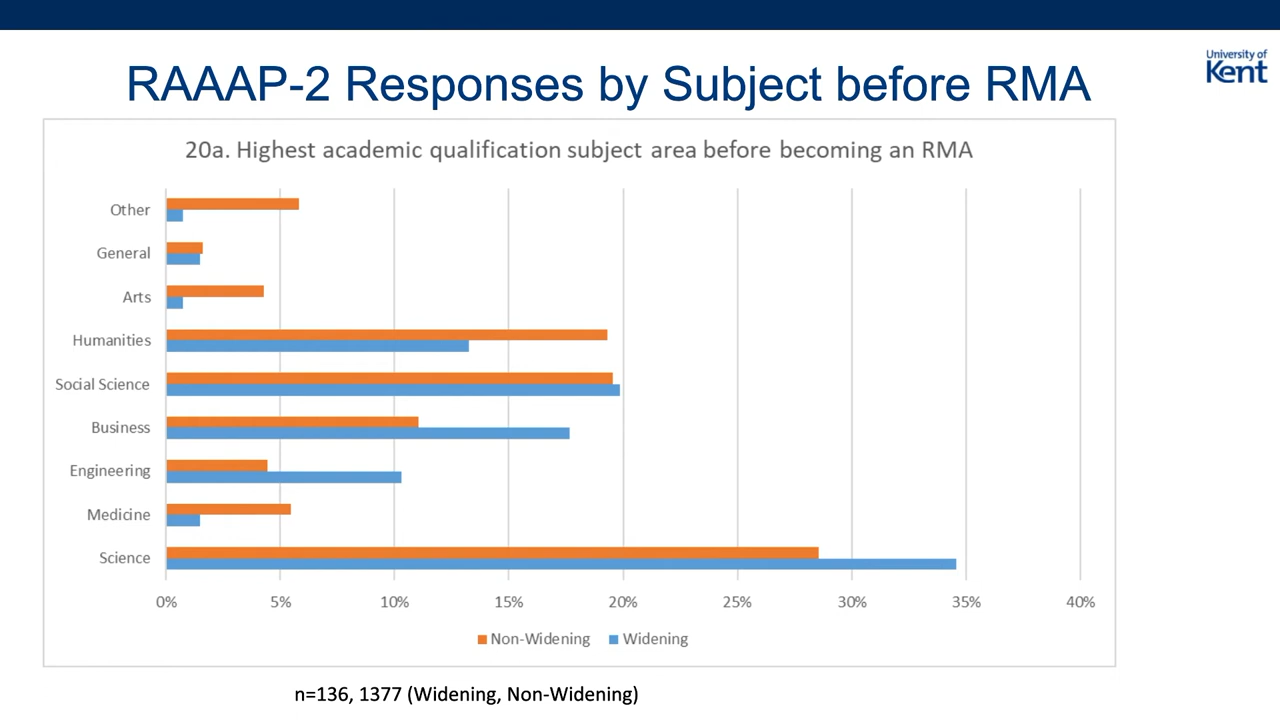 University of
Kent
RAAAP-2 Responses by Subject before RMA
20a. Highest academic qualification subject area before becoming an RMA
Other
General
Arts
Humanities
Social Science
Business
Engineering
Medicine
Science
0% 5% 10% 15% 20% 25% 30% 35% 40%
Non-Widening Widening
n=136, 1377 (Widening, Non-Widening)